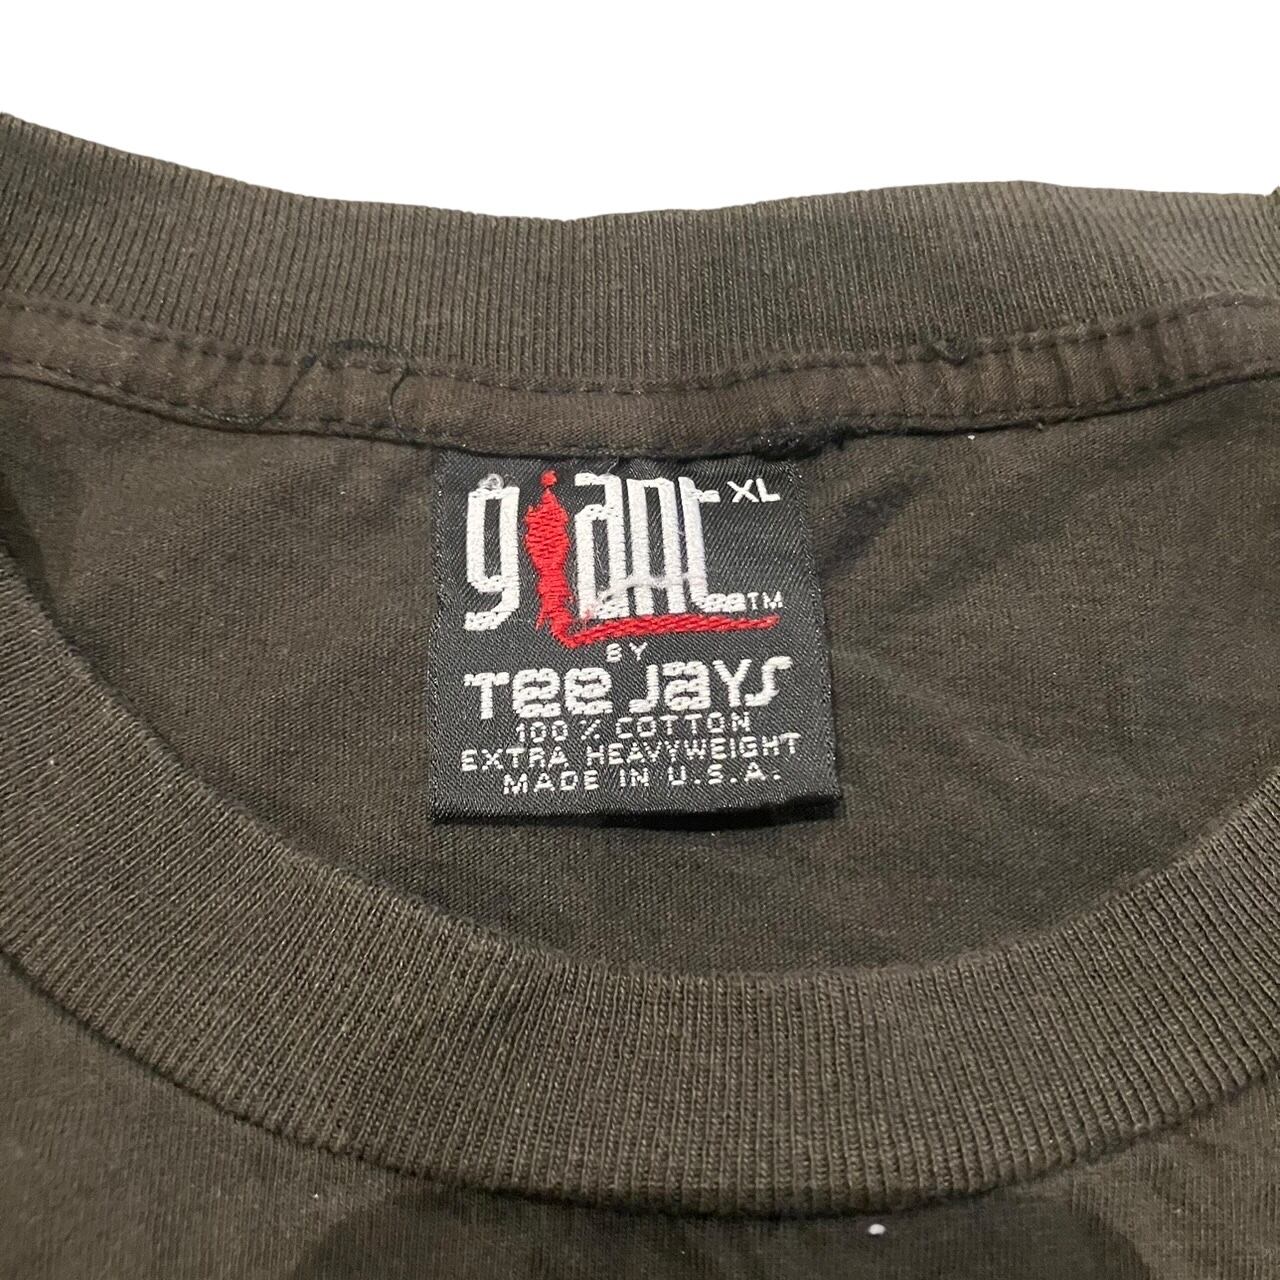 giant XL
TM
BY
Tee Jays
100% COTTON
EXTRA HEAVYWEIGHT
MADE IN U.S.A.